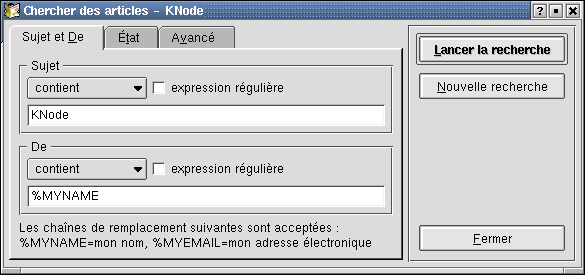 Chercher des articles - KNode
Sujet et De
État
Avancé
Sujet
contient
expression régulière
KNode
De
contient
expression régulière
%MYNAME
Les chaînes de remplacement suivantes sont acceptées :
%MYNAME=mon nom, %MYEMAIL=mon adresse électronique
Lancer la recherche
Nouvelle recherche
Fermer